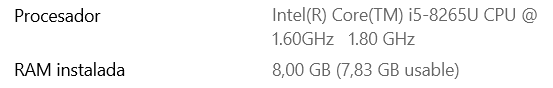 Procesador Intel(R) Core(TM) i5-8265U CPU @
1.60GHz 1.80 GHz
RAM instalada 8,00 GB (7,83 GB usable)